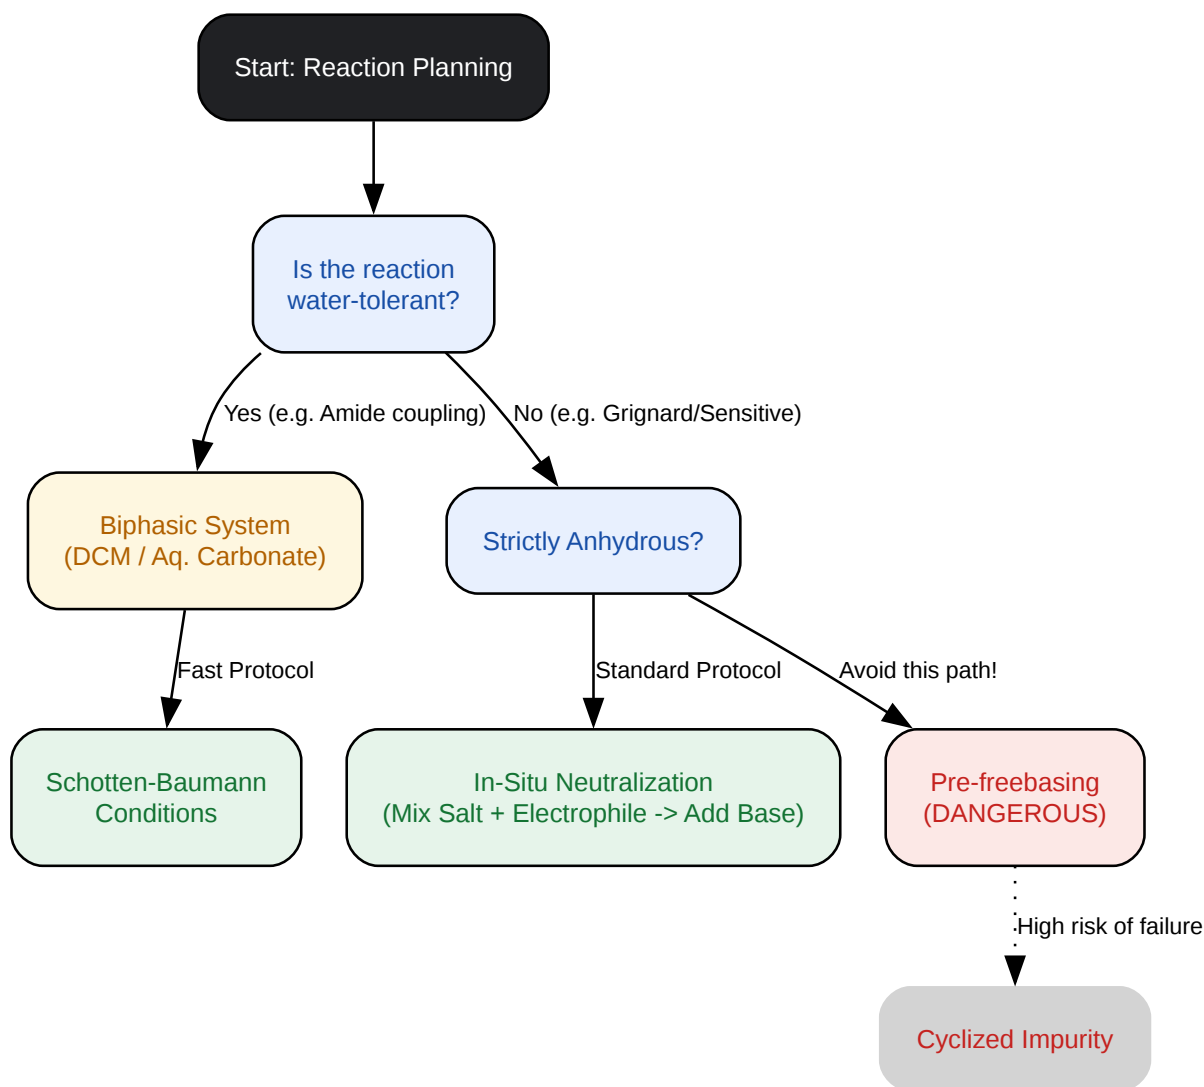 Start: Reaction Planning
Is the reaction
water-tolerant?
Yes (e.g. Amide coupling)
No (e.g. Grignard/Sensitive)
Biphasic System
(DCM / Aq. Carbonate)
Strictly Anhydrous?
Fast Protocol
Standard Protocol
Avoid this path!
Schotten-Baumann
Conditions
In-Situ Neutralization
(Mix Salt + Electrophile -> Add Base)
Pre-freebasing
(DANGEROUS)
High risk of failure
Cyclized Impurity